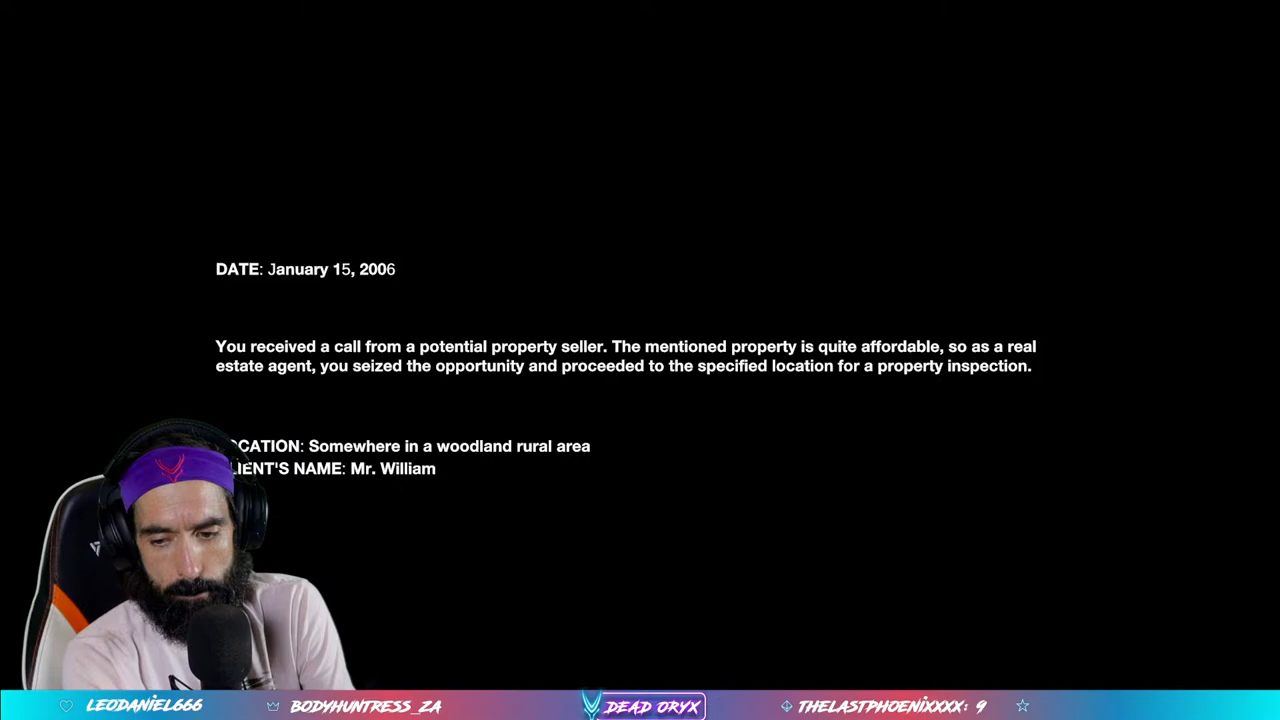 DATE: January 15, 2006
You received a call from a potential property seller. The mentioned property is quite affordable, so as a real
estate agent, you seized the opportunity and proceeded to the specified location for a property inspection.
OCATION: Somewhere in a woodland rural area
LIENT'S NAME: Mr. William
LEODANIEL666
BODYHUNTRESS_ZA
DEAD ORYX
THELASTPHOENIXXXX: 9